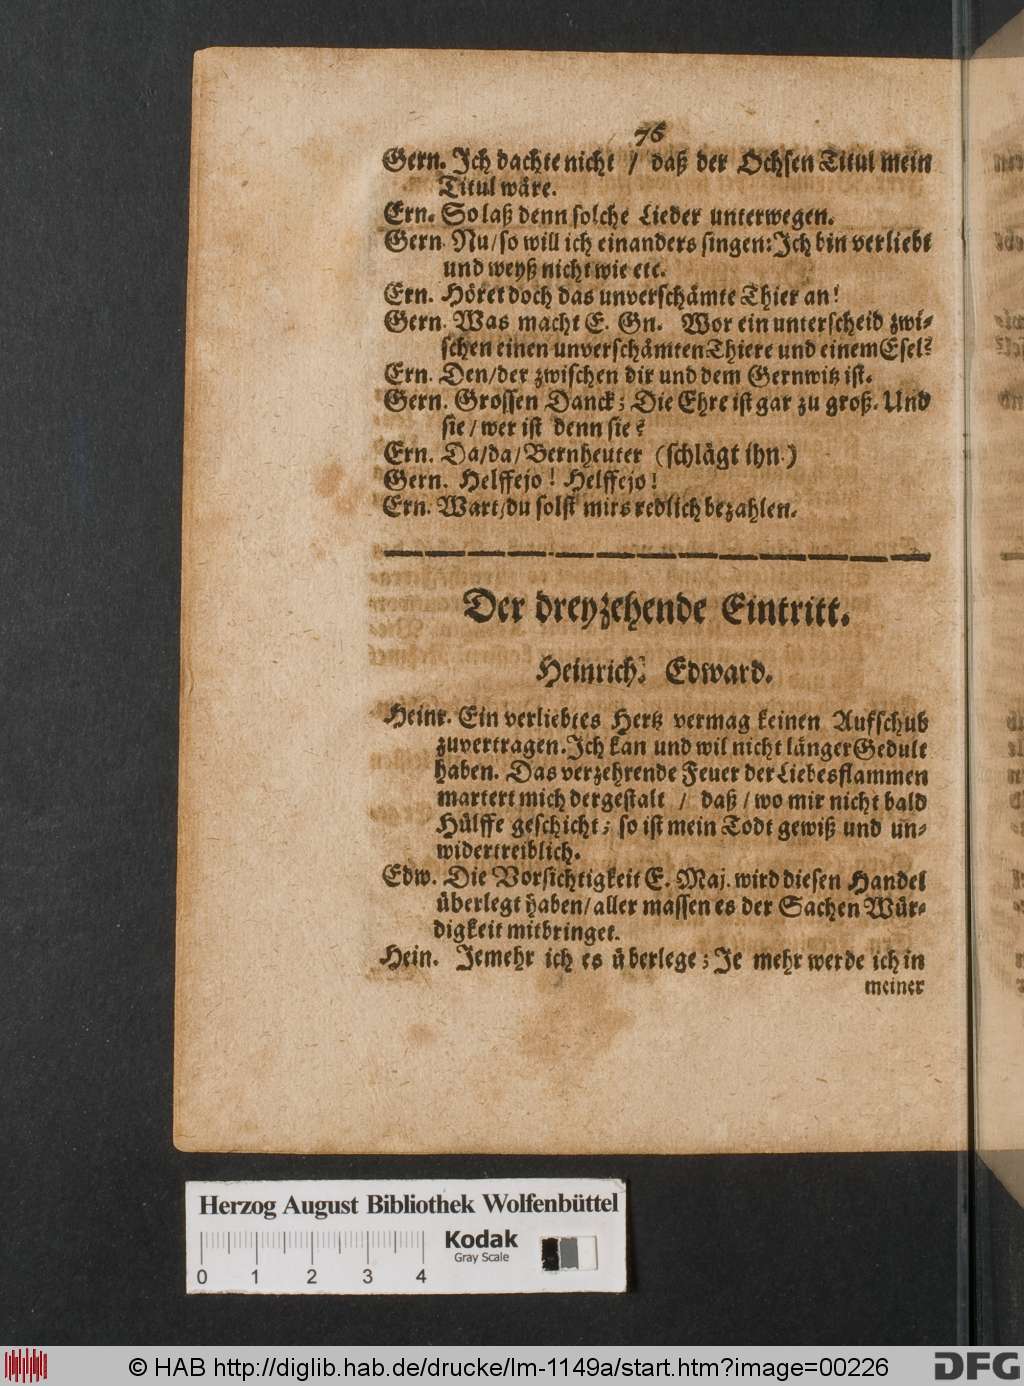 76
Gern. Ich dachte nicht / daß der Ochsen Titul mein
Titul wäre.
Ern. So laß denn solche Lieder unterwegen.
Gern. Nu/ so will ich einanders singen: Ich bin verliebt
und weyß nicht wie etc.
Ern. Höret doch das unverschämte Thier an!
Gern. Was macht E. Gn. Wor ein unterscheid zwi-
schen einen unverschämten Thiere und einem Esel?
Ern. Den/ der zwischen dir und dem Gernwitz ist.
Gern. Grossen Danck; Die Ehre ist gar zu groß. Und
sie / wer ist denn sie?
Ern. Da/da/ Bernheuter (schlägt ihn.)
Gern. Helffejo! Helffejo!
Ern. Wart/du solst mirs redlich bezahlen.
Der dreyzehende Eintritt.
Heinrich. Edward.
Heinr. Ein verliebtes Hertz vermag keinen Aufschub
zuvertragen. Ich kan und wil nicht länger Gedult
haben. Das verzehrende Feuer der Liebesflammen
martert mich dergestalt / daß / wo mir nicht bald
Hülffe geschicht; so ist mein Todt gewiß und un-
widertreiblich.
Edw. Die Vorsichtigkeit E. Maj. wird diesen Handel
überlegt haben/ aller massen es der Sachen Wür-
digkeit mitbringet.
Hein. Jemehr ich es überlege; Je mehr werde ich in
meiner
Herzog August Bibliothek Wolfenbüttel
Kodak
Gray Scale
0 1 2 3 4
© HAB http://diglib.hab.de/drucke/lm-1149a/start.htm?image=00226
DFG